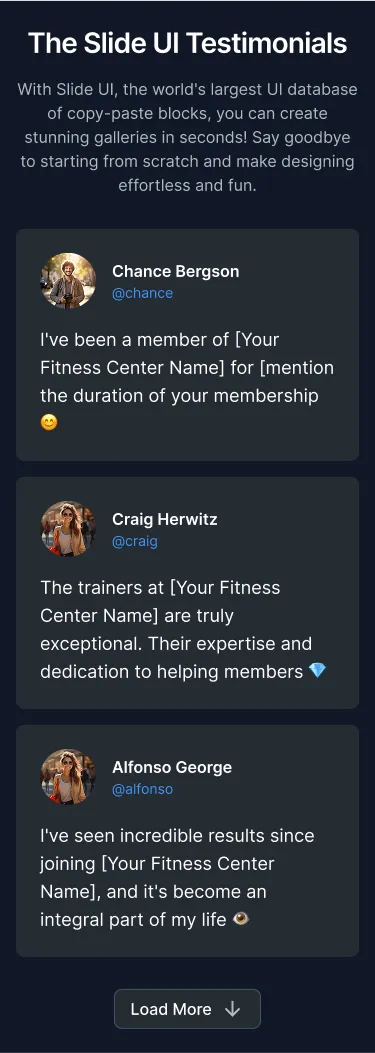 The Slide UI Testimonials
With Slide UI, the world's largest UI database
of copy-paste blocks, you can create
stunning galleries in seconds! Say goodbye
to starting from scratch and make designing
effortless and fun.
Chance Bergson
@chance
I've been a member of [Your
Fitness Center Name] for [mention
the duration of your membership
😊
Craig Herwitz
@craig
The trainers at [Your Fitness
Center Name] are truly
exceptional. Their expertise and
dedication to helping members 💎
Alfonso George
@alfonso
I've seen incredible results since
joining [Your Fitness Center
Name], and it's become an
integral part of my life 👁️
Load More ↓